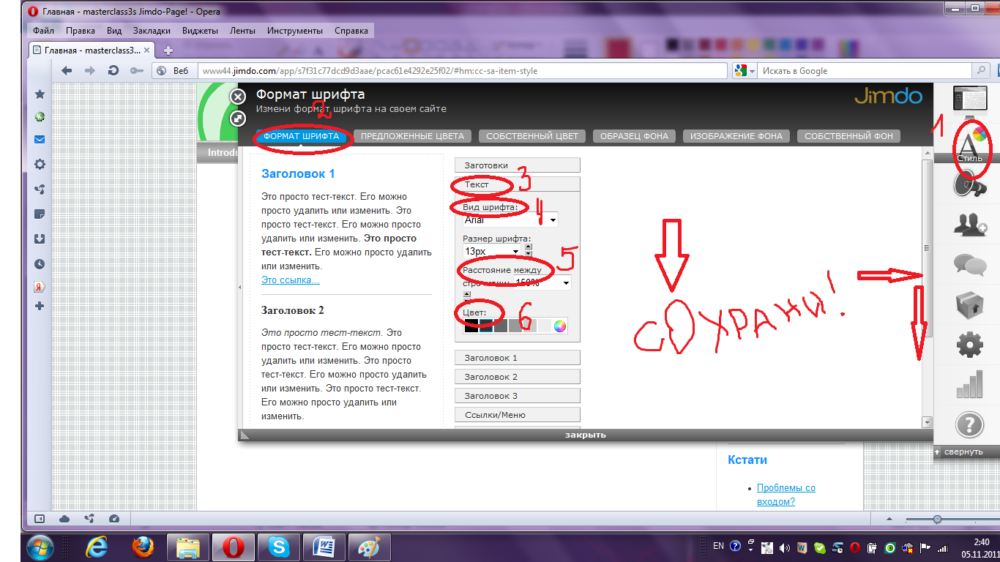 Главная - masterclass3s Jimdo-Page! - Opera
Файл Правка Вид Закладки Виджеты Ленты Инструменты Справка
Главная - masterclass3...
Веб www44.jimdo.com/app/s7f31c77dcd9d3aae/pcac61e4292e25f02/#hm:cc-sa-item-style Искать в Google
Формат шрифта
Jimdo
2
Измени формат шрифта на своем сайте
1
ФОРМАТ ШРИФТА ПРЕДЛОЖЕННЫЕ ЦВЕТА СОБСТВЕННЫЙ ЦВЕТ ОБРАЗЕЦ ФОНА ИЗОБРАЖЕНИЕ ФОНА СОБСТВЕННЫЙ ФОН
A
Стиль
Introdu
Заголовок 1
Это просто тест-текст. Его можно
просто удалить или изменить. Это
просто тест-текст. Его можно просто
удалить или изменить. Это просто
тест-текст. Его можно просто удалить
или изменить.
Это ссылка...
Заголовок 2
Это просто тест-текст. Это
просто тест-текст. Его можно просто
удалить или изменить. Это просто
тест-текст. Его можно просто удалить
или изменить. Это просто тест-текст.
Его можно просто удалить или
изменить.
Заготовки
Текст 3
Вид шрифта: 4
Arial
Размер шрифта:
13px
5
Расстояние между
строчками: 150%
Цвет: 6
Заголовок 1
Заголовок 2
Заголовок 3
Ссылки/Меню
СОХРАНИ!
закрыть
свернуть
Кстати
Проблемы со
входом?
EN 2:40
05.11.2011